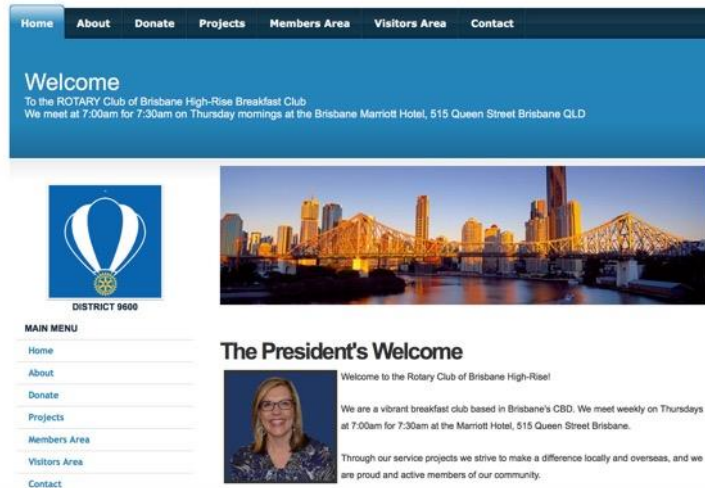 Home About Donate Projects Members Area Visitors Area Contact
Welcome
To the ROTARY Club of Brisbane High-Rise Breakfast Club
We meet at 7:00am for 7:30am on Thursday mornings at the Brisbane Marriott Hotel, 515 Queen Street Brisbane QLD
DISTRICT 9600
MAIN MENU
Home
About
Donate
Projects
Members Area
Visitors Area
Contact
The President's Welcome
Welcome to the Rotary Club of Brisbane High-Rise!
We are a vibrant breakfast club based in Brisbane's CBD. We meet weekly on Thursdays
at 7:00am for 7:30am at the Marriott Hotel, 515 Queen Street Brisbane.
Through our service projects we strive to make a difference locally and overseas, and we
are proud and active members of our community.